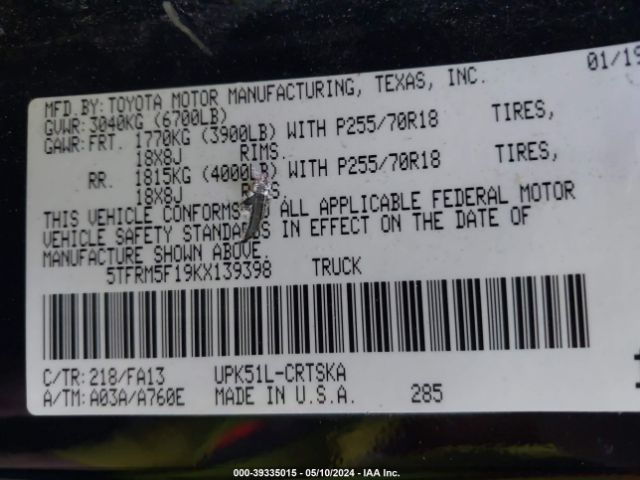 MFD.BY:TOYOTA MOTOR MANUFACTURING, TEXAS, INC. 01/19
GVWR:3040KG (6700LB)
GAWR:FRT. 1770KG (3900LB) WITH P255/70R18 TIRES,
18X8J RIMS.
RR. 1815KG (4000LB) WITH P255/70R18 TIRES,
18X8J
THIS VEHICLE CONFORMS ALL APPLICABLE FEDERAL MOTOR
VEHICLE SAFETY STANDARDS IN EFFECT ON THE DATE OF
MANUFACTURE SHOWN ABOVE.
5TFRM5F19KX139398 TRUCK
C/TR:218/FA13 UPK51L-CRTSKA
A/TM:A03A/A760E MADE IN U.S.A. 285
000-39335015 - 05/10/2024 - IAA Inc.